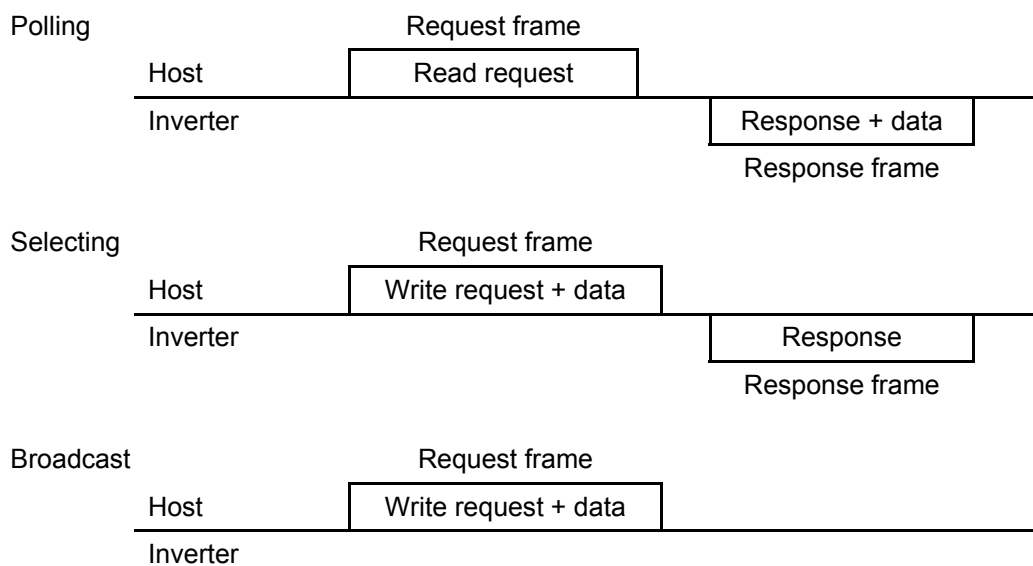 Polling
Request frame
Host
Read request
Inverter
Response + data
Response frame
Selecting
Request frame
Host
Write request + data
Inverter
Response
Response frame
Broadcast
Request frame
Host
Write request + data
Inverter